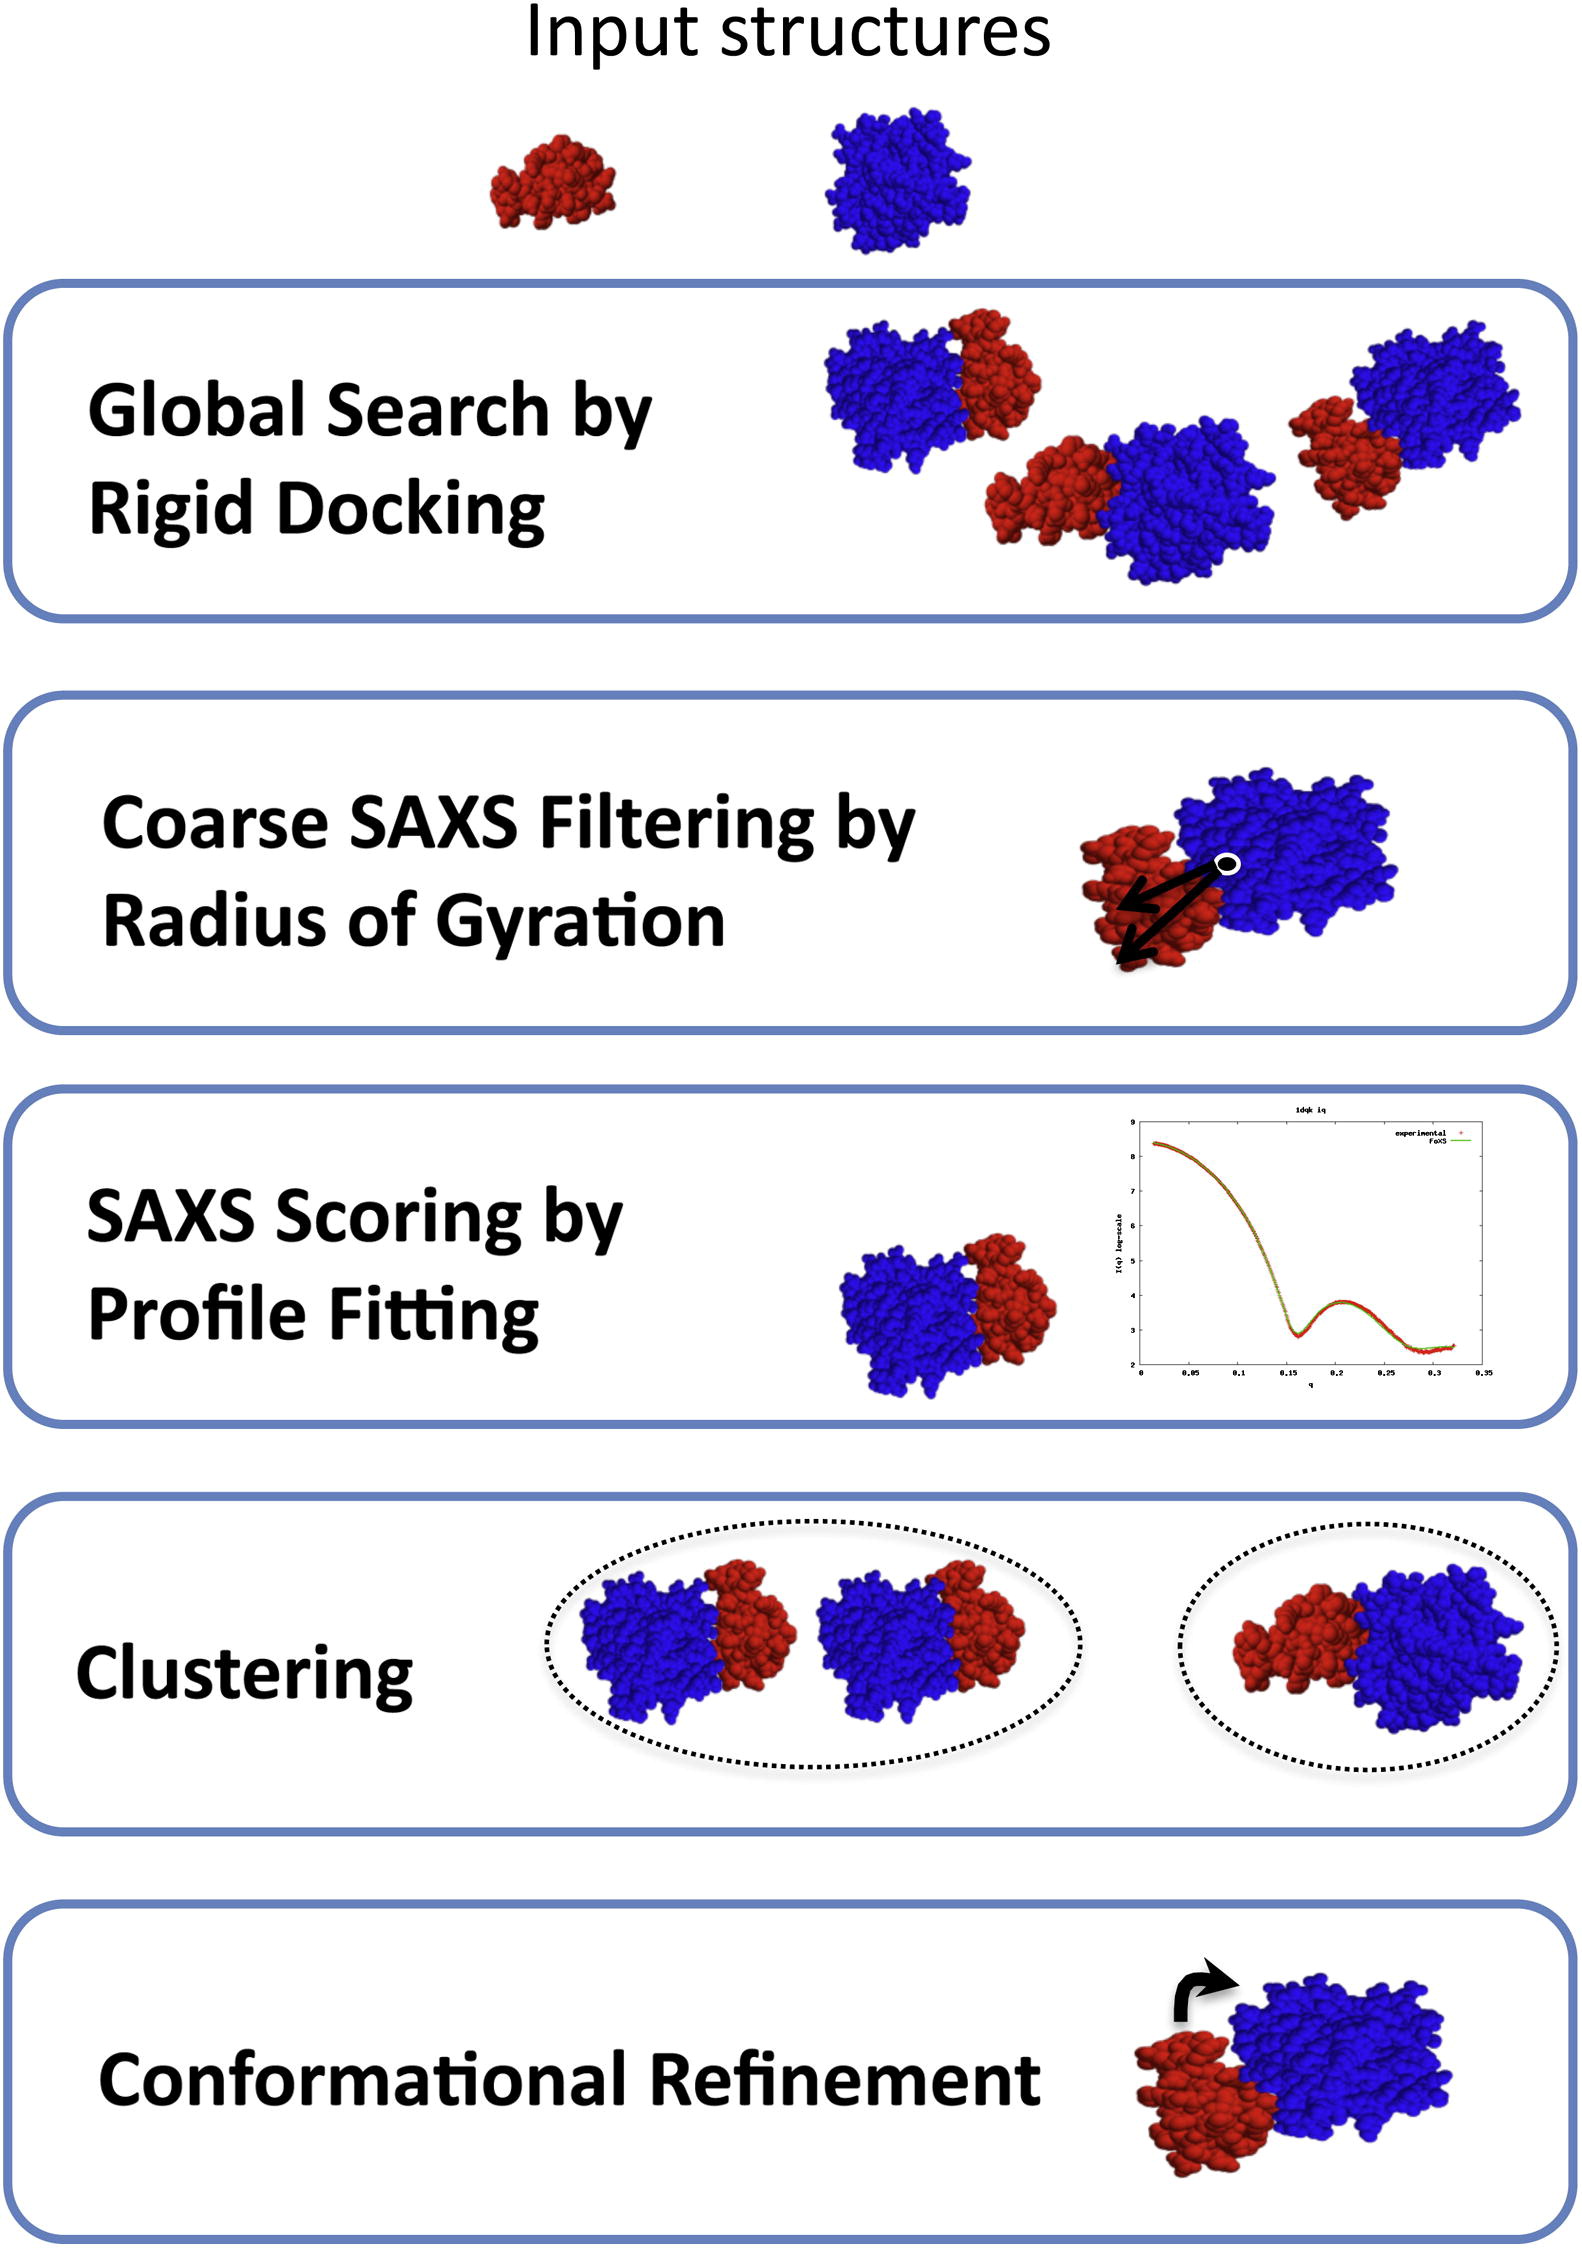 Input structures
Global Search by
Rigid Docking
Coarse SAXS Filtering by
Radius of Gyration
SAXS Scoring by
Profile Fitting
1dqk iq
experimental
FoXS
I(q) log-scale
9
8
7
6
5
4
3
2
0 0.05 0.1 0.15 0.2 0.25 0.3 0.35
q
Clustering
Conformational Refinement